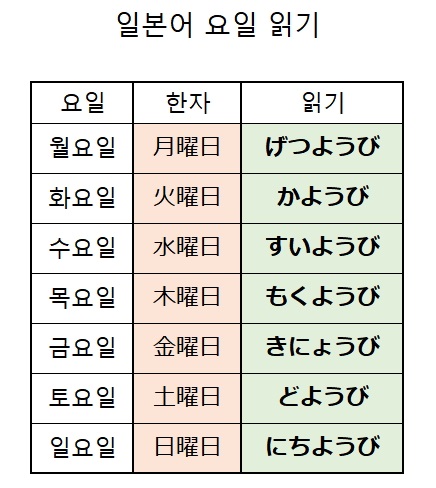 일본어 요일 읽기
요일 한자 읽기
월요일 月曜日 げつようび
화요일 火曜日 かようび
수요일 水曜日 すいようび
목요일 木曜日 もくようび
금요일 金曜日 きにょうび
토요일 土曜日 どようび
일요일 日曜日 にちようび